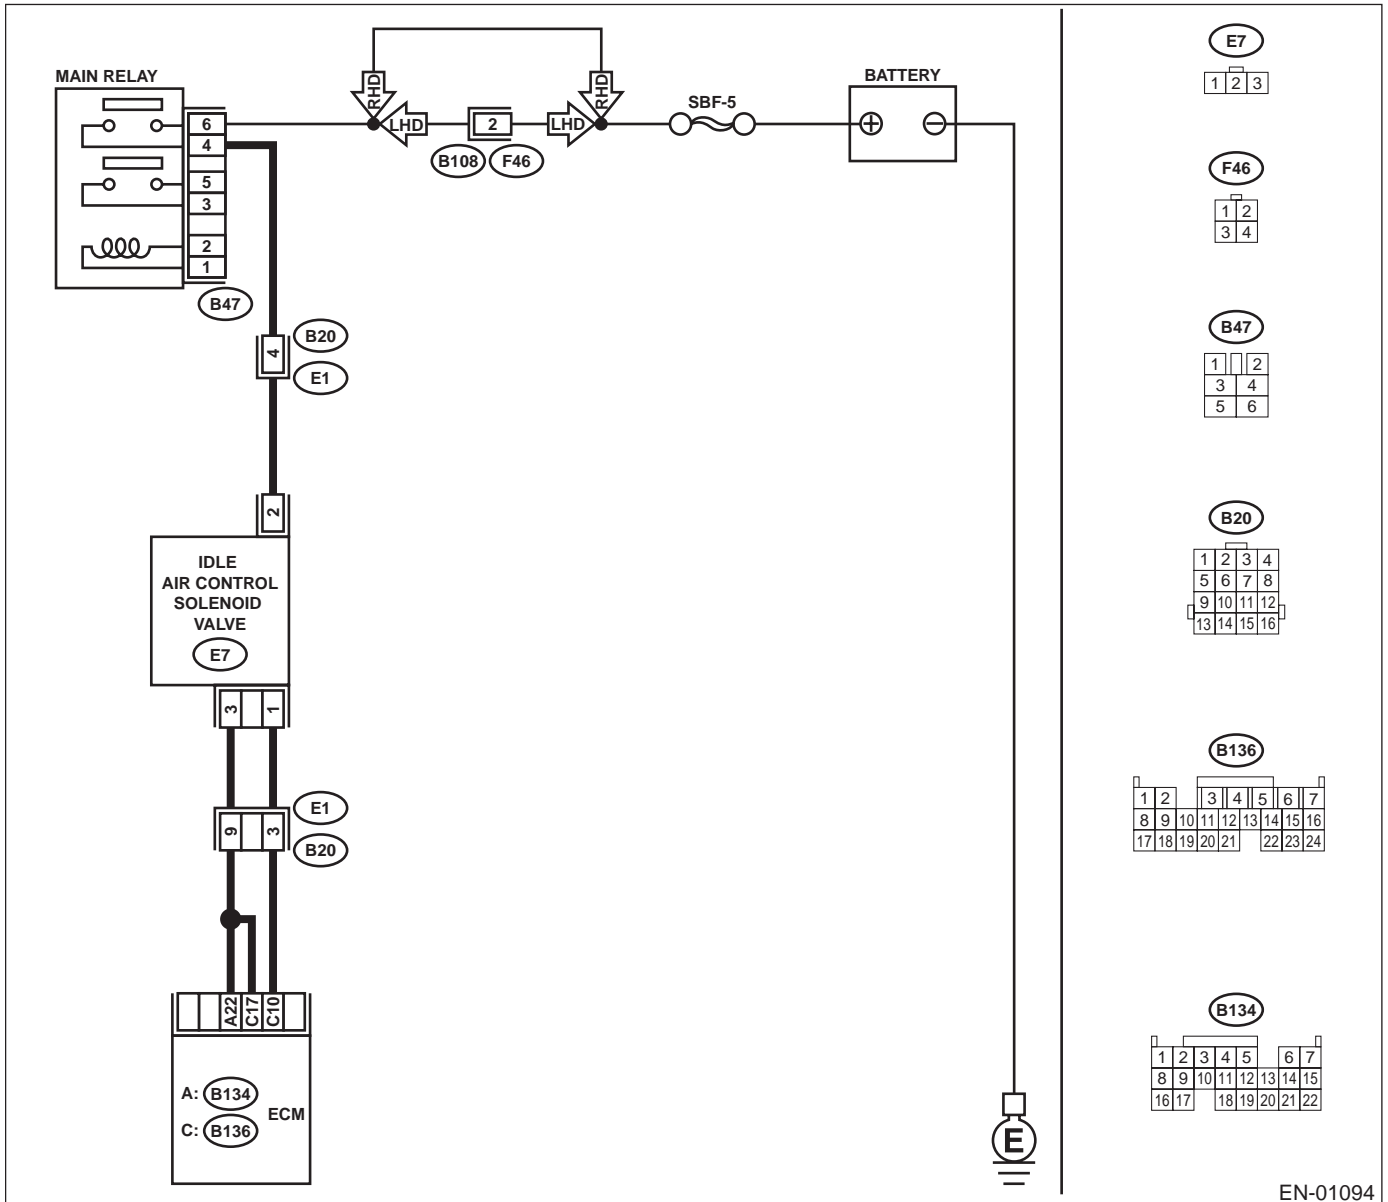 MAIN RELAY
6
4
5
3
2
1
B47
RHD
LHD
2
B108
F46
LHD
RHD
SBF-5
BATTERY
4
B20
E1
2
IDLE
AIR CONTROL
SOLENOID
VALVE
E7
3
1
E1
9
3
B20
A22
C17
C10
A: B134
C: B136
ECM
E
E7
1 2 3
F46
1 2
3 4
B47
1 2
3 4
5 6
B20
1 2 3 4
5 6 7 8
9 10 11 12
13 14 15 16
B136
1 2 3 4 5 6 7
8 9 10 11 12 13 14 15 16
17 18 19 20 21 22 23 24
B134
1 2 3 4 5 6 7
8 9 10 11 12 13 14 15
16 17 18 19 20 21 22
EN-01094